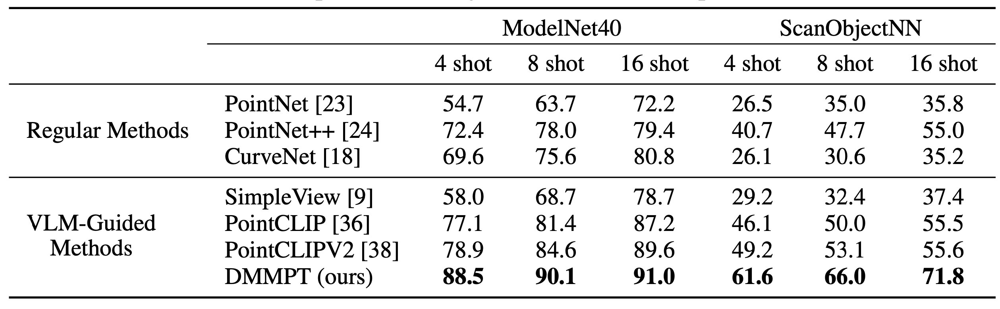 ModelNet40 ScanObjectNN
4 shot 8 shot 16 shot 4 shot 8 shot 16 shot
PointNet [23] 54.7 63.7 72.2 26.5 35.0 35.8
Regular Methods PointNet++ [24] 72.4 78.0 79.4 40.7 47.7 55.0
CurveNet [18] 69.6 75.6 80.8 26.1 30.6 35.2
SimpleView [9] 58.0 68.7 78.7 29.2 32.4 37.4
VLM-Guided PointCLIP [36] 77.1 81.4 87.2 46.1 50.0 55.5
Methods PointCLIPV2 [38] 78.9 84.6 89.6 49.2 53.1 55.6
DMMPT (ours) 88.5 90.1 91.0 61.6 66.0 71.8